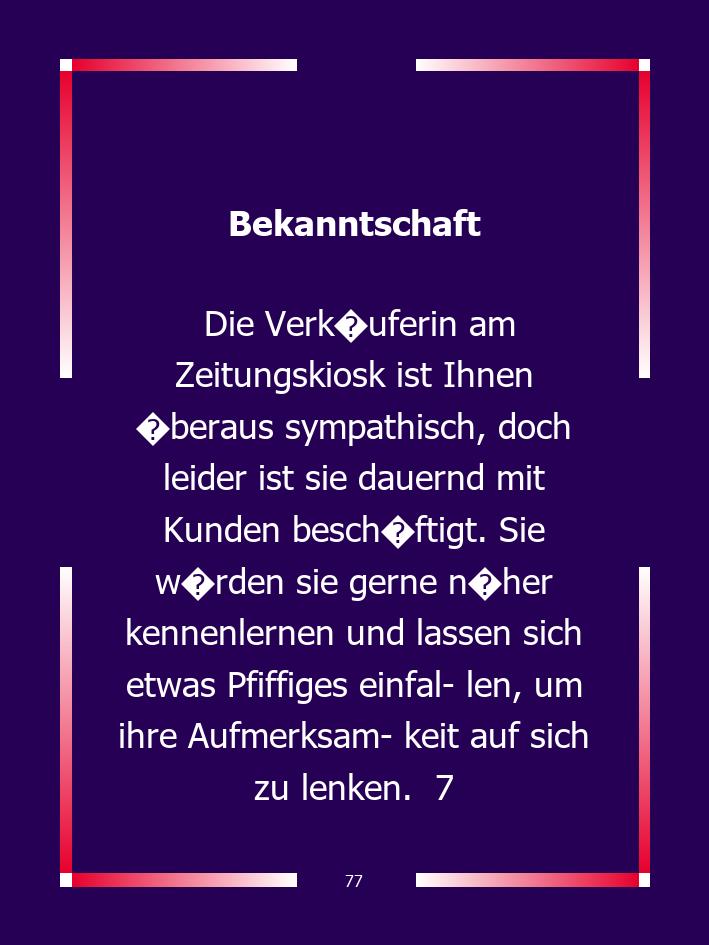 Bekanntschaft
Die Verk�uferin am
Zeitungskiosk ist Ihnen
�beraus sympathisch, doch
leider ist sie dauernd mit
Kunden besch�ftigt. Sie
w�rden sie gerne n�her
kennenlernen und lassen sich
etwas Pfiffiges einfal- len, um
ihre Aufmerksam- keit auf sich
zu lenken.  7
77